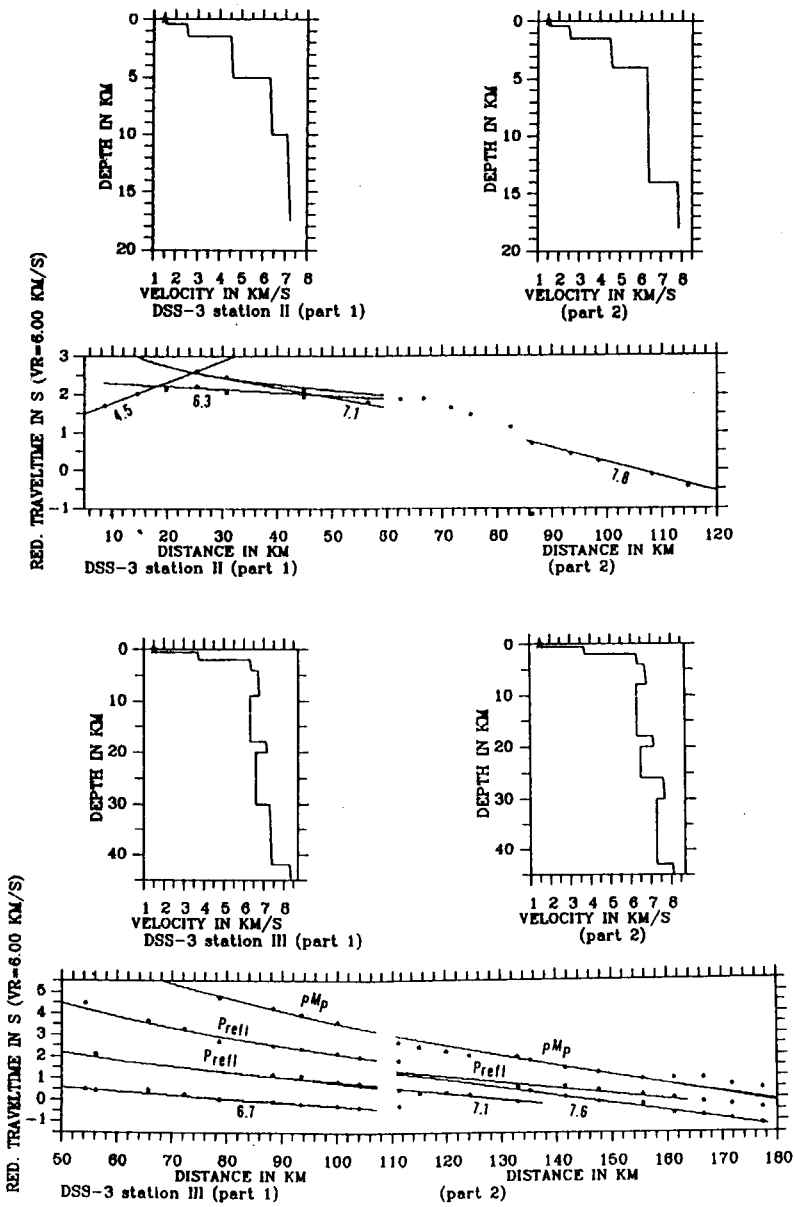 0
5
10
15
20
DEPTH IN KM
1 2 3 4 5 6 7 8
VELOCITY IN KM/S
DSS-3 station II (part 1)
0
5
10
15
20
DEPTH IN KM
1 2 3 4 5 6 7 8
VELOCITY IN KM/S
(part 2)
RED. TRAVELTIME IN S (VR=6.00 KM/S)
3
2
1
0
-1
4.5
6.3
7.1
7.8
10 20 30 40 50 60 70 80 90 100 110 120
DISTANCE IN KM
DISTANCE IN KM
DSS-3 station II (part 1)
(part 2)
0
10
20
30
40
DEPTH IN KM
1 2 3 4 5 6 7 8
VELOCITY IN KM/S
DSS-3 station III (part 1)
0
10
20
30
40
DEPTH IN KM
1 2 3 4 5 6 7 8
VELOCITY IN KM/S
(part 2)
RED. TRAVELTIME IN S (VR=6.00 KM/S)
5
4
3
2
1
0
-1
PMP
Prefl
Prefl
6.7
PMP
Prefl
7.1
7.6
50 60 70 80 90 100 110 120 130 140 150 160 170 180
DISTANCE IN KM
DISTANCE IN KM
DSS-3 station III (part 1)
(part 2)